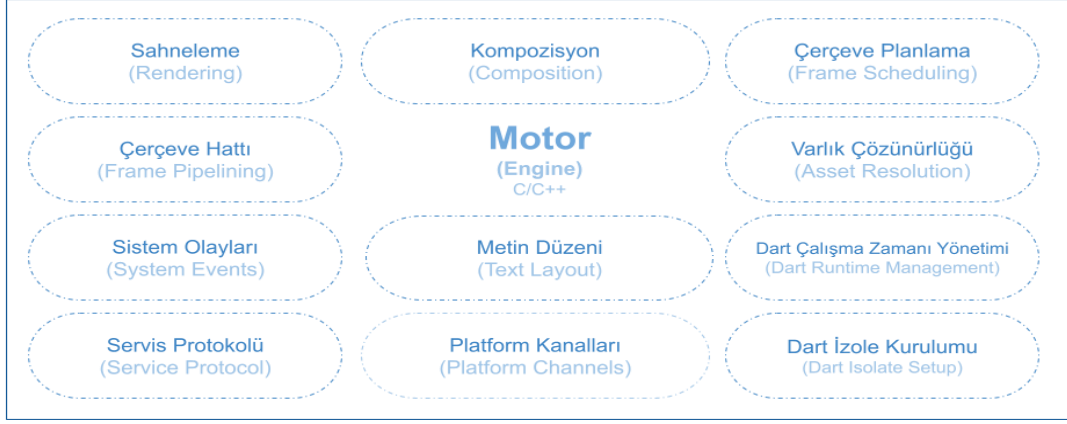 Sahneleme
(Rendering)
Kompozisyon
(Composition)
Çerçeve Planlama
(Frame Scheduling)
Çerçeve Hattı
(Frame Pipelining)
Motor
(Engine)
C/C++
Varlık Çözünürlüğü
(Asset Resolution)
Sistem Olayları
(System Events)
Metin Düzeni
(Text Layout)
Dart Çalışma Zamanı Yönetimi
(Dart Runtime Management)
Servis Protokolü
(Service Protocol)
Platform Kanalları
(Platform Channels)
Dart İzole Kurulumu
(Dart Isolate Setup)